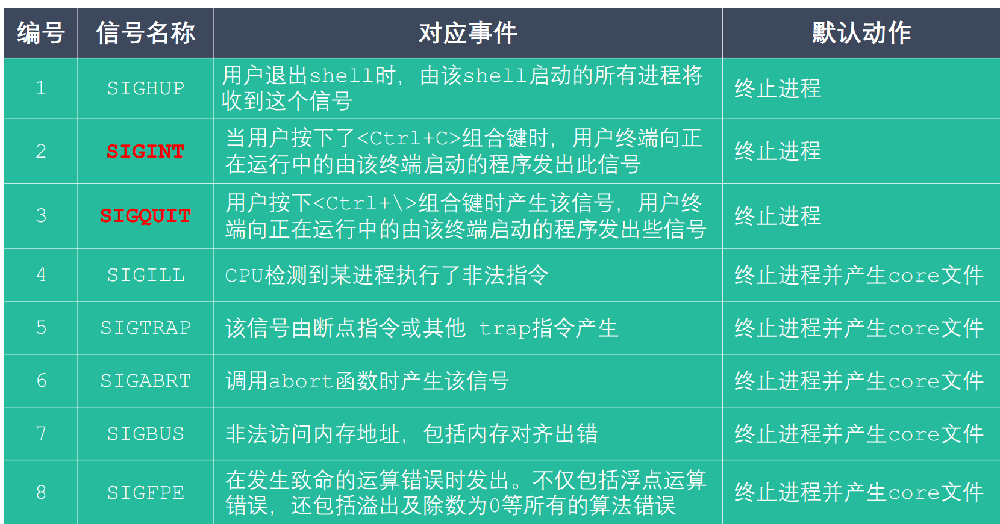 编号 信号名称 对应事件 默认动作
1 SIGHUP 用户退出shell时，由该shell启动的所有进程将
收到这个信号 终止进程
2 SIGINT 当用户按下了<Ctrl+C>组合键时，用户终端向正
在运行中的由该终端启动的程序发出此信号 终止进程
3 SIGQUIT 用户按下<Ctrl+\>组合键时产生该信号，用户终
端向正在运行中的由该终端启动的程序发出些信号 终止进程
4 SIGILL CPU检测到某进程执行了非法指令 终止进程并产生core文件
5 SIGTRAP 该信号由断点指令或其他 trap指令产生 终止进程并产生core文件
6 SIGABRT 调用abort函数时产生该信号 终止进程并产生core文件
7 SIGBUS 非法访问内存地址，包括内存对齐出错 终止进程并产生core文件
8 SIGFPE 在发生致命的运算错误时发出。不仅包括浮点运算
错误，还包括溢出及除数为0等所有的算法错误 终止进程并产生core文件